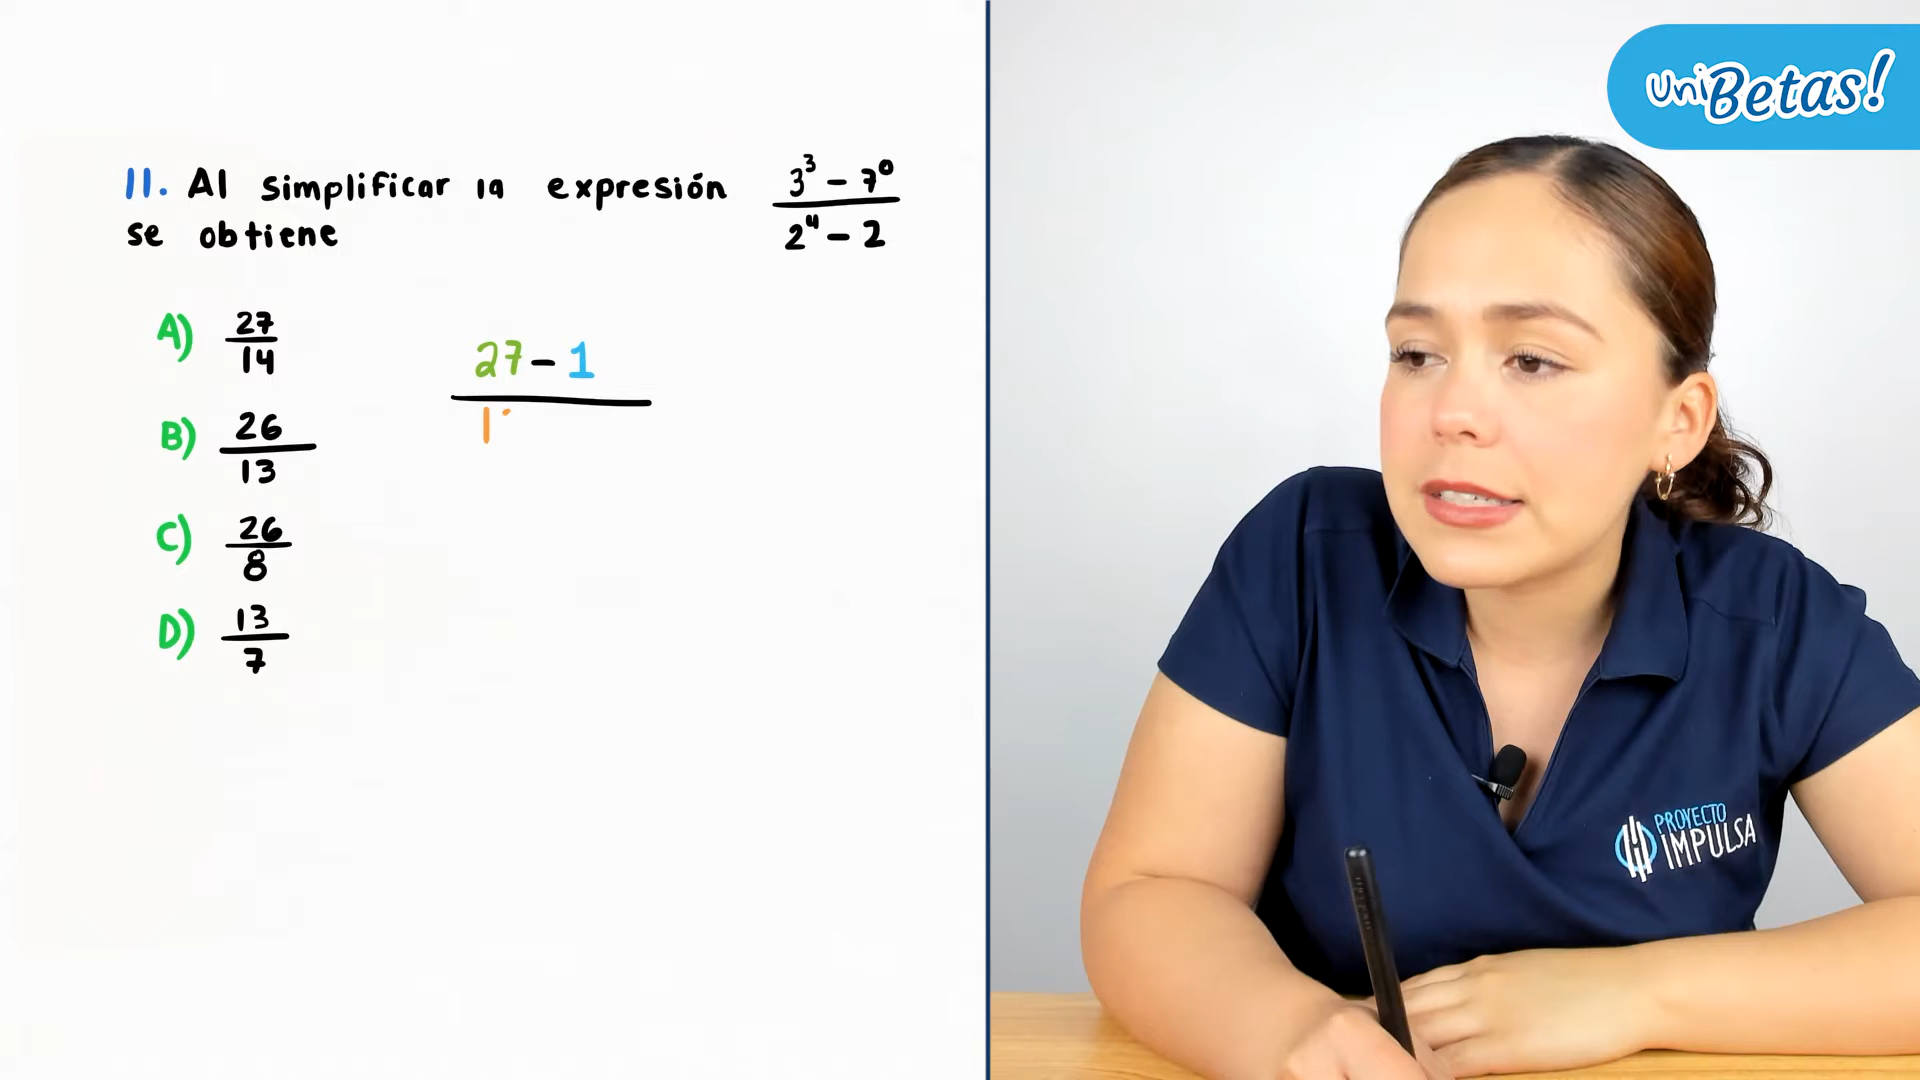 uniBetas!
11. Al simplificar la expresión 3³ - 7⁰ / 2⁴ - 2
se obtiene
A) 27/14
27 - 1
1
B) 26/13
C) 26/8
D) 13/7
PROYECTO
IMPULSA